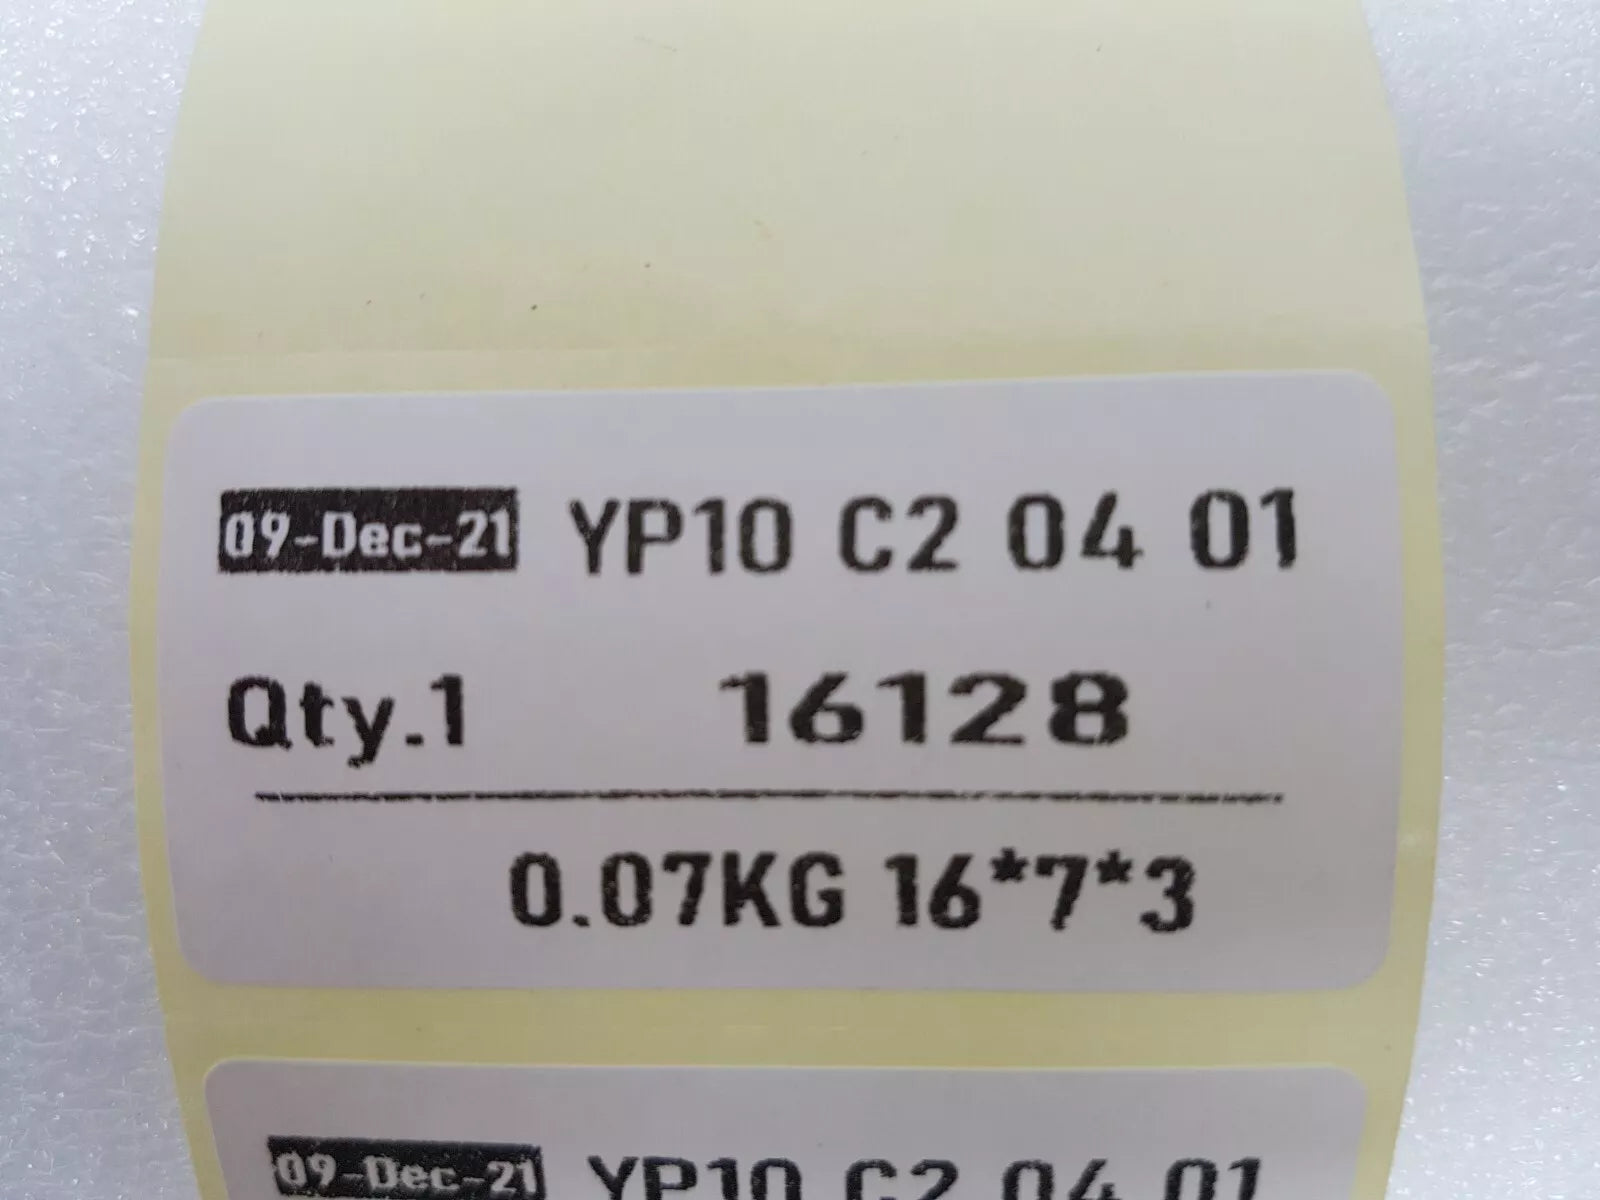 09-Dec-21 YP10 C2 04 01
Qty.1 16128
0.07KG 16*7*3
09-Dec-21 YP10 C2 04 01